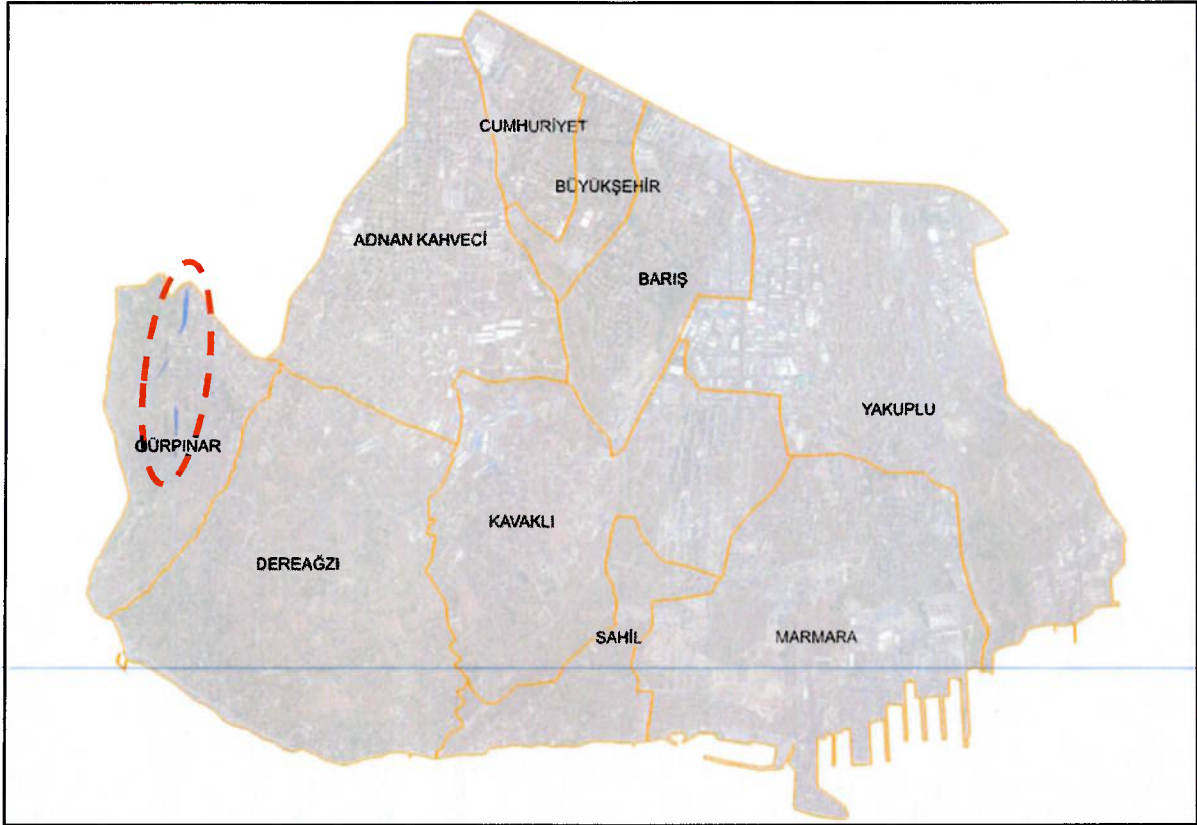 CUMHURİYET
BÜYÜKŞEHİR
ADNAN KAHVECİ
BARIŞ
YAKUPLU
GÜRPINAR
KAVAKLI
DEREAĞZI
SAHİL
MARMARA